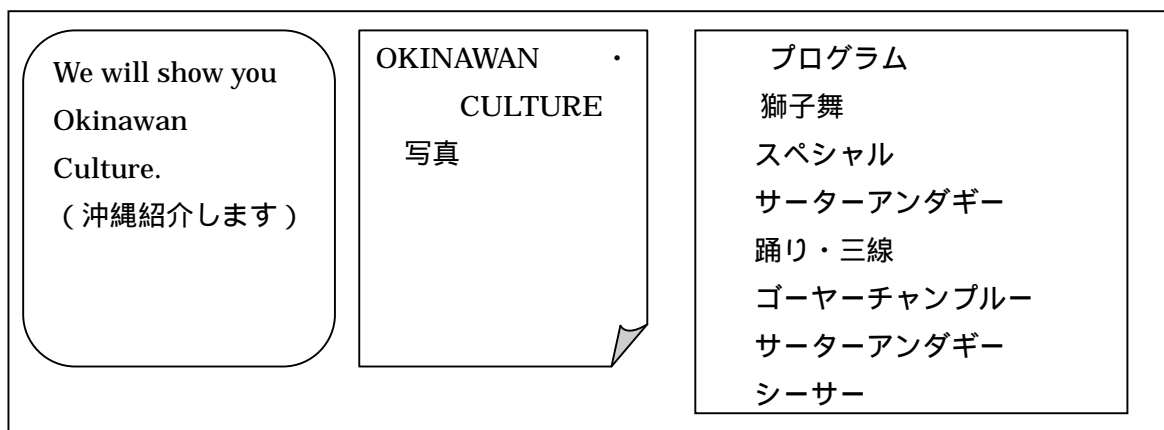 We will show you
Okinawan
Culture.
(沖縄紹介します)
OKINAWAN ・
CULTURE
写真
プログラム
獅子舞
スペシャル
サーターアンダギー
踊り・三線
ゴーヤーチャンプルー
サーターアンダギー
シーサー